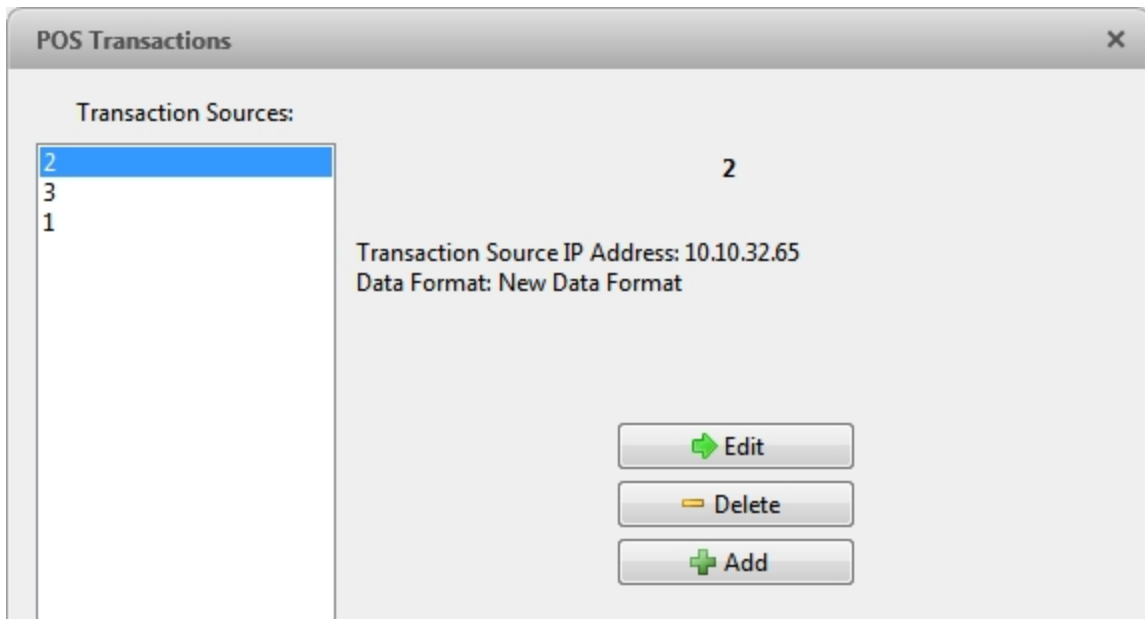 POS Transactions
Transaction Sources:
2
3
1
2
Transaction Source IP Address: 10.10.32.65
Data Format: New Data Format
Edit
Delete
Add